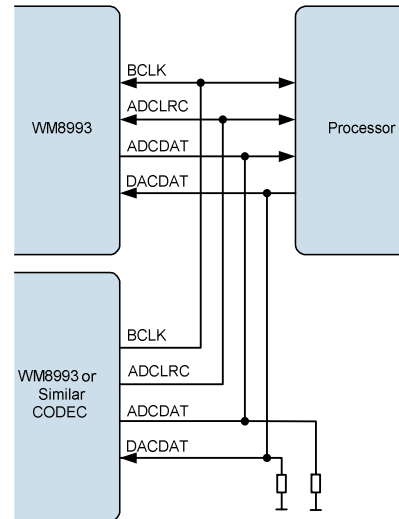 BCLK
ADCLRC
WM8993
Processor
ADCDAT
DACDAT
BCLK
ADCLRC
WM8993 or
Similar
CODEC
ADCDAT
DACDAT